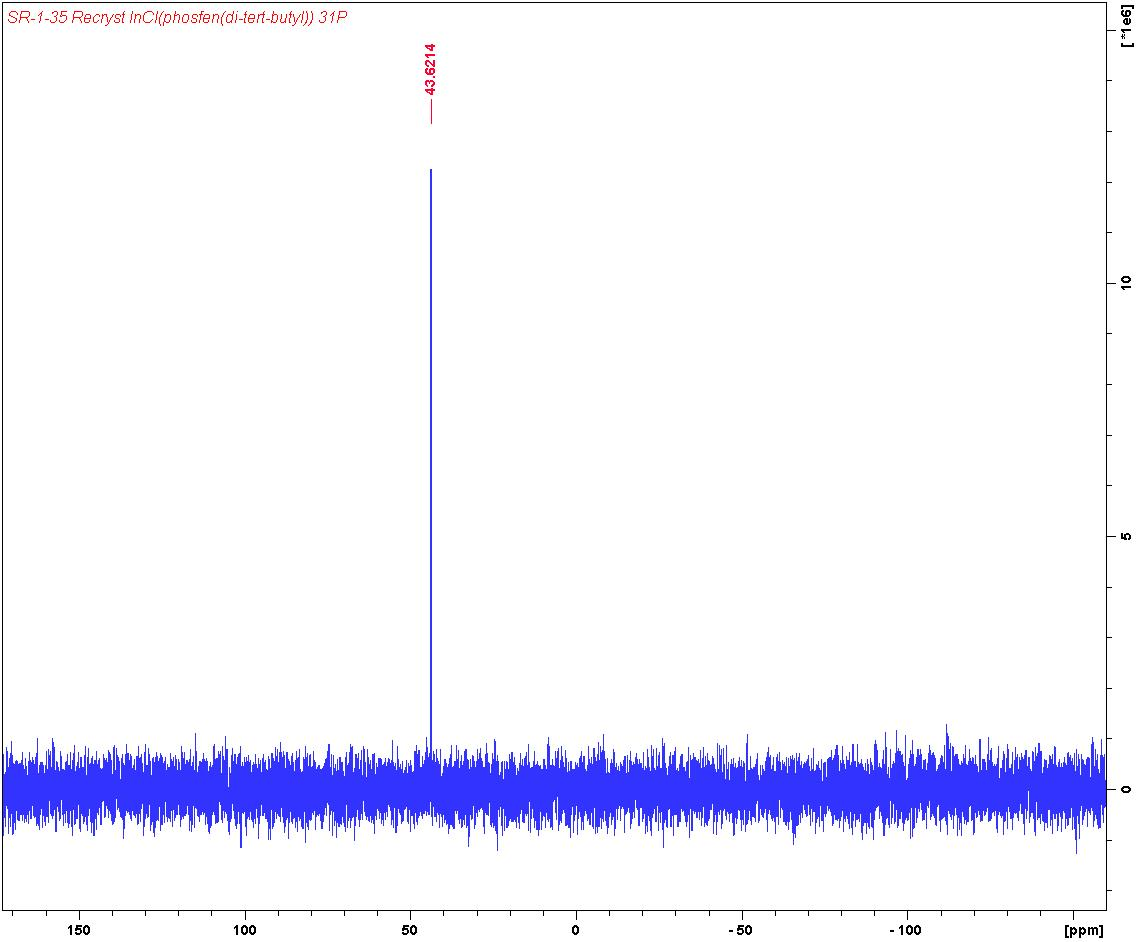 SR-1-35 Recryst InCl(phosfen(di-tert-butyl)) 31P
[ *1e6]
43.6214
10
5
0
150 100 50 0 - 50 - 100 [ppm]